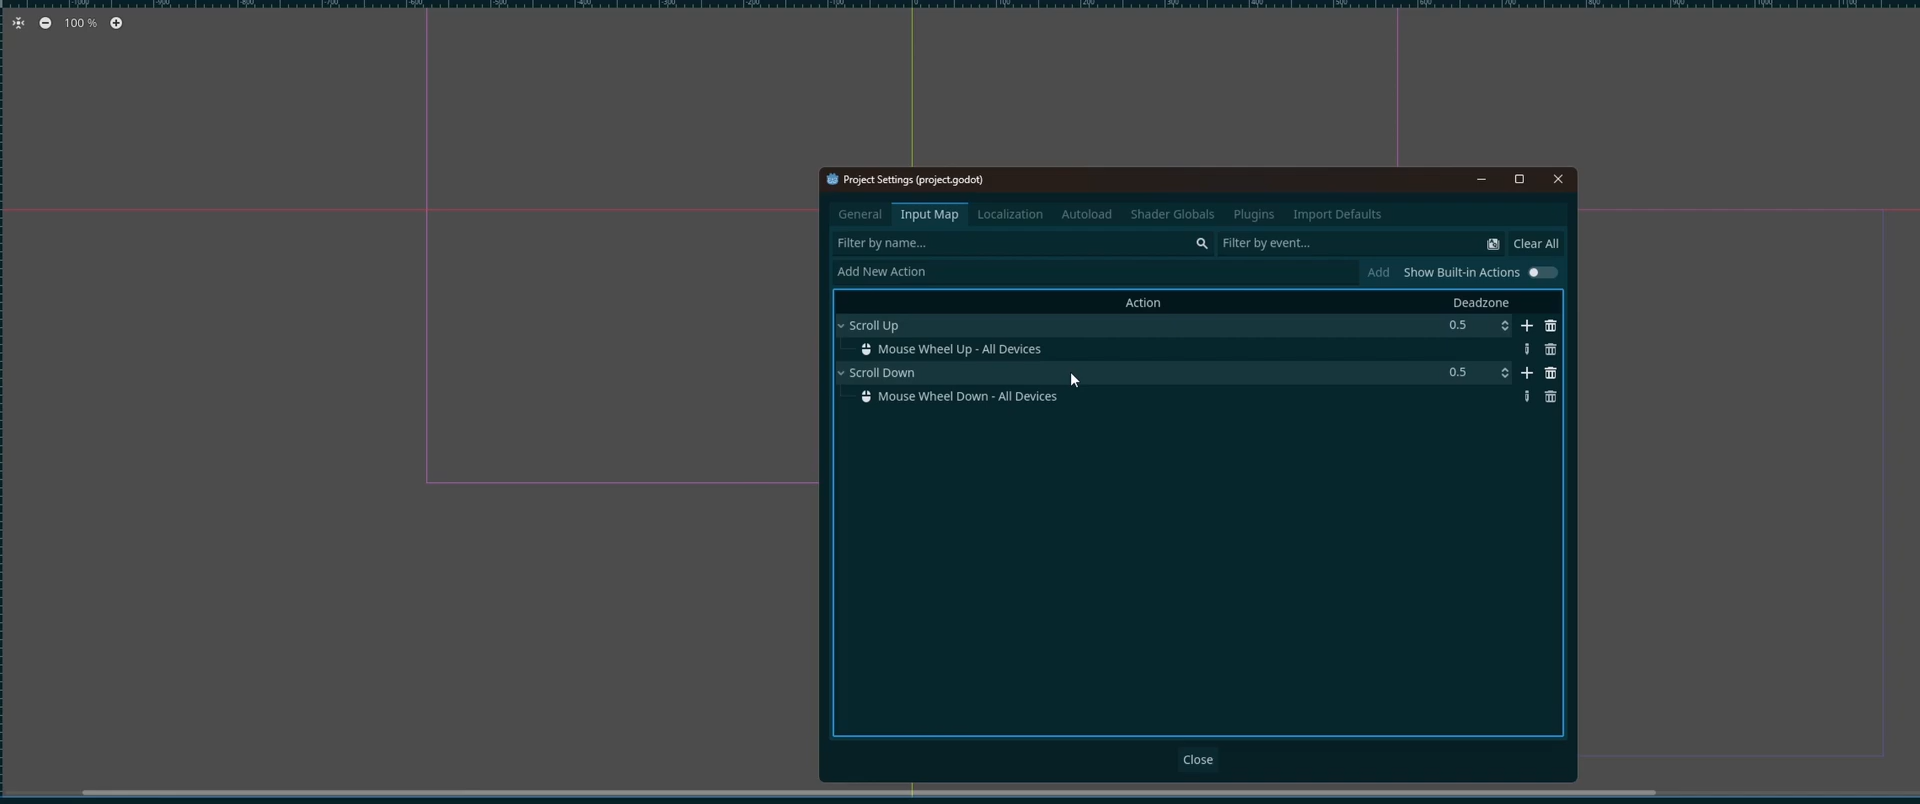 100 %
Project Settings (project.godot)
General Input Map Localization Autoload Shader Globals Plugins Import Defaults
Filter by name... Filter by event... Clear All
Add New Action Add Show Built-in Actions
Action Deadzone
Scroll Up 0.5
Mouse Wheel Up - All Devices
Scroll Down 0.5
Mouse Wheel Down - All Devices
Close